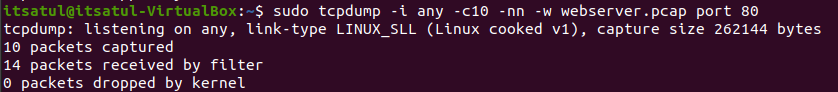 itsatul@itsatul-VirtualBox:~$ sudo tcpdump -i any -c10 -nn -w webserver.pcap port 80
tcpdump: listening on any, link-type LINUX_SLL (Linux cooked v1), capture size 262144 bytes
10 packets captured
14 packets received by filter
0 packets dropped by kernel